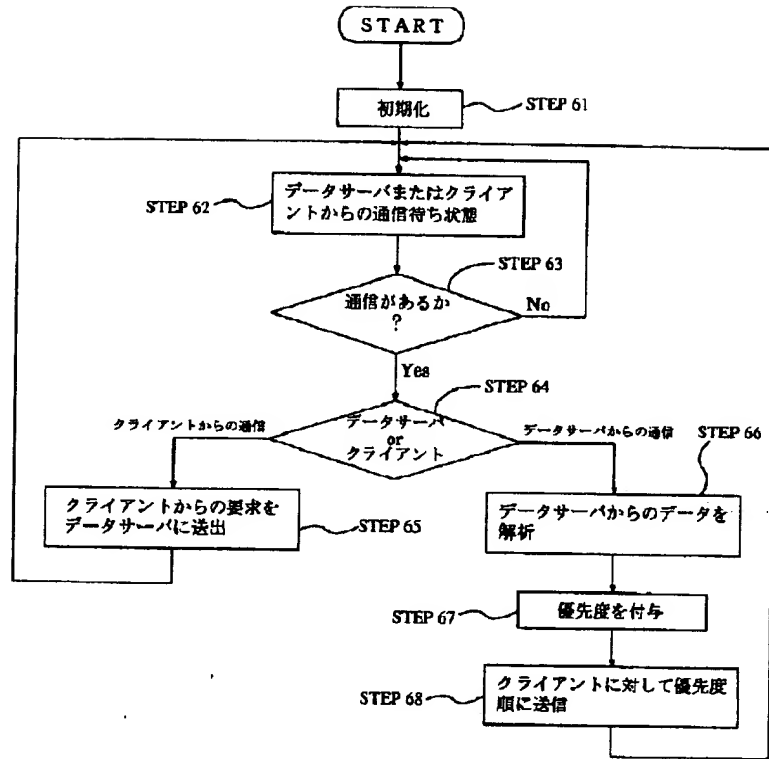 START
初期化
STEP 61
データサーバまたはクライア
ントからの通信待ち状態
STEP 62
STEP 63
通信があるか
?
No
Yes
STEP 64
データサーバ
or
クライアント
クライアントからの通信
データサーバからの通信
STEP 66
クライアントからの要求を
データサーバに送出
STEP 65
データサーバからのデータを
解析
優先度を付与
STEP 67
クライアントに対して優先度
順に送信
STEP 68